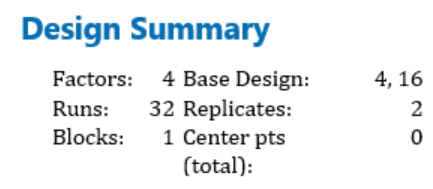 Design Summary
Factors: 4 Base Design: 4, 16
Runs: 32 Replicates: 2
Blocks: 1 Center pts 0
(total):